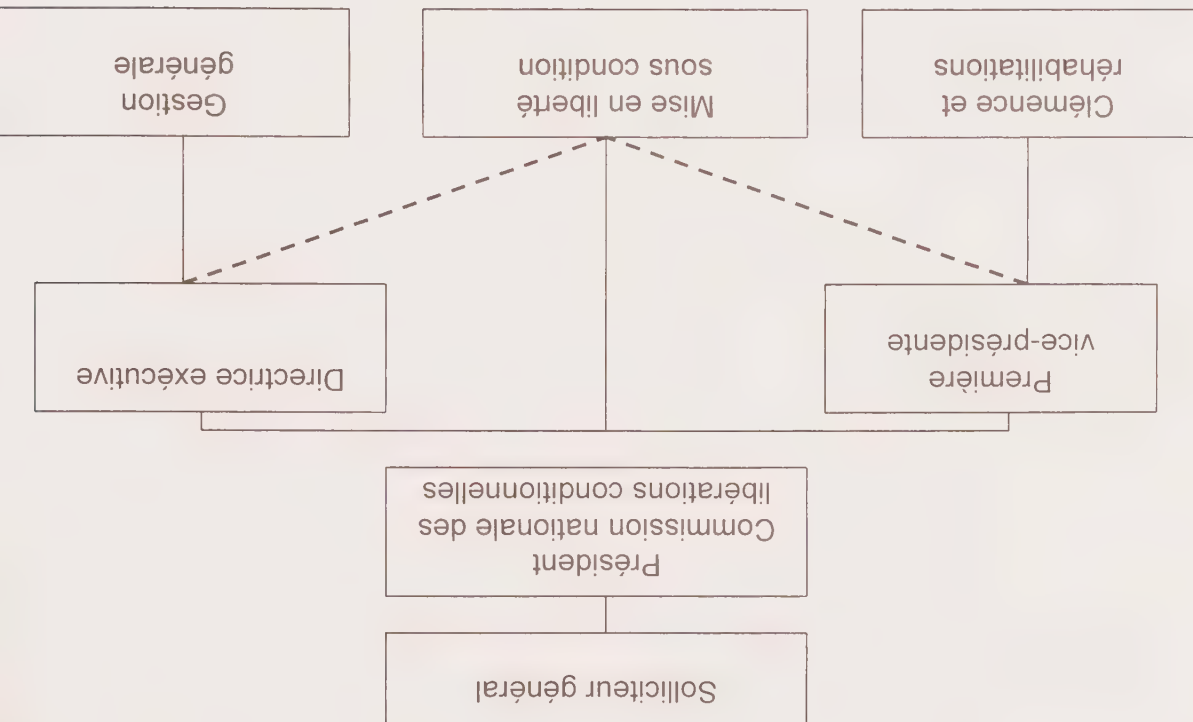 Solliciteur général
Président
Commission nationale des
libérations conditionnelles
Première
vice-présidente
Directrice exécutive
Clémence et
réhabilitations
Mise en liberté
sous condition
Gestion
générale